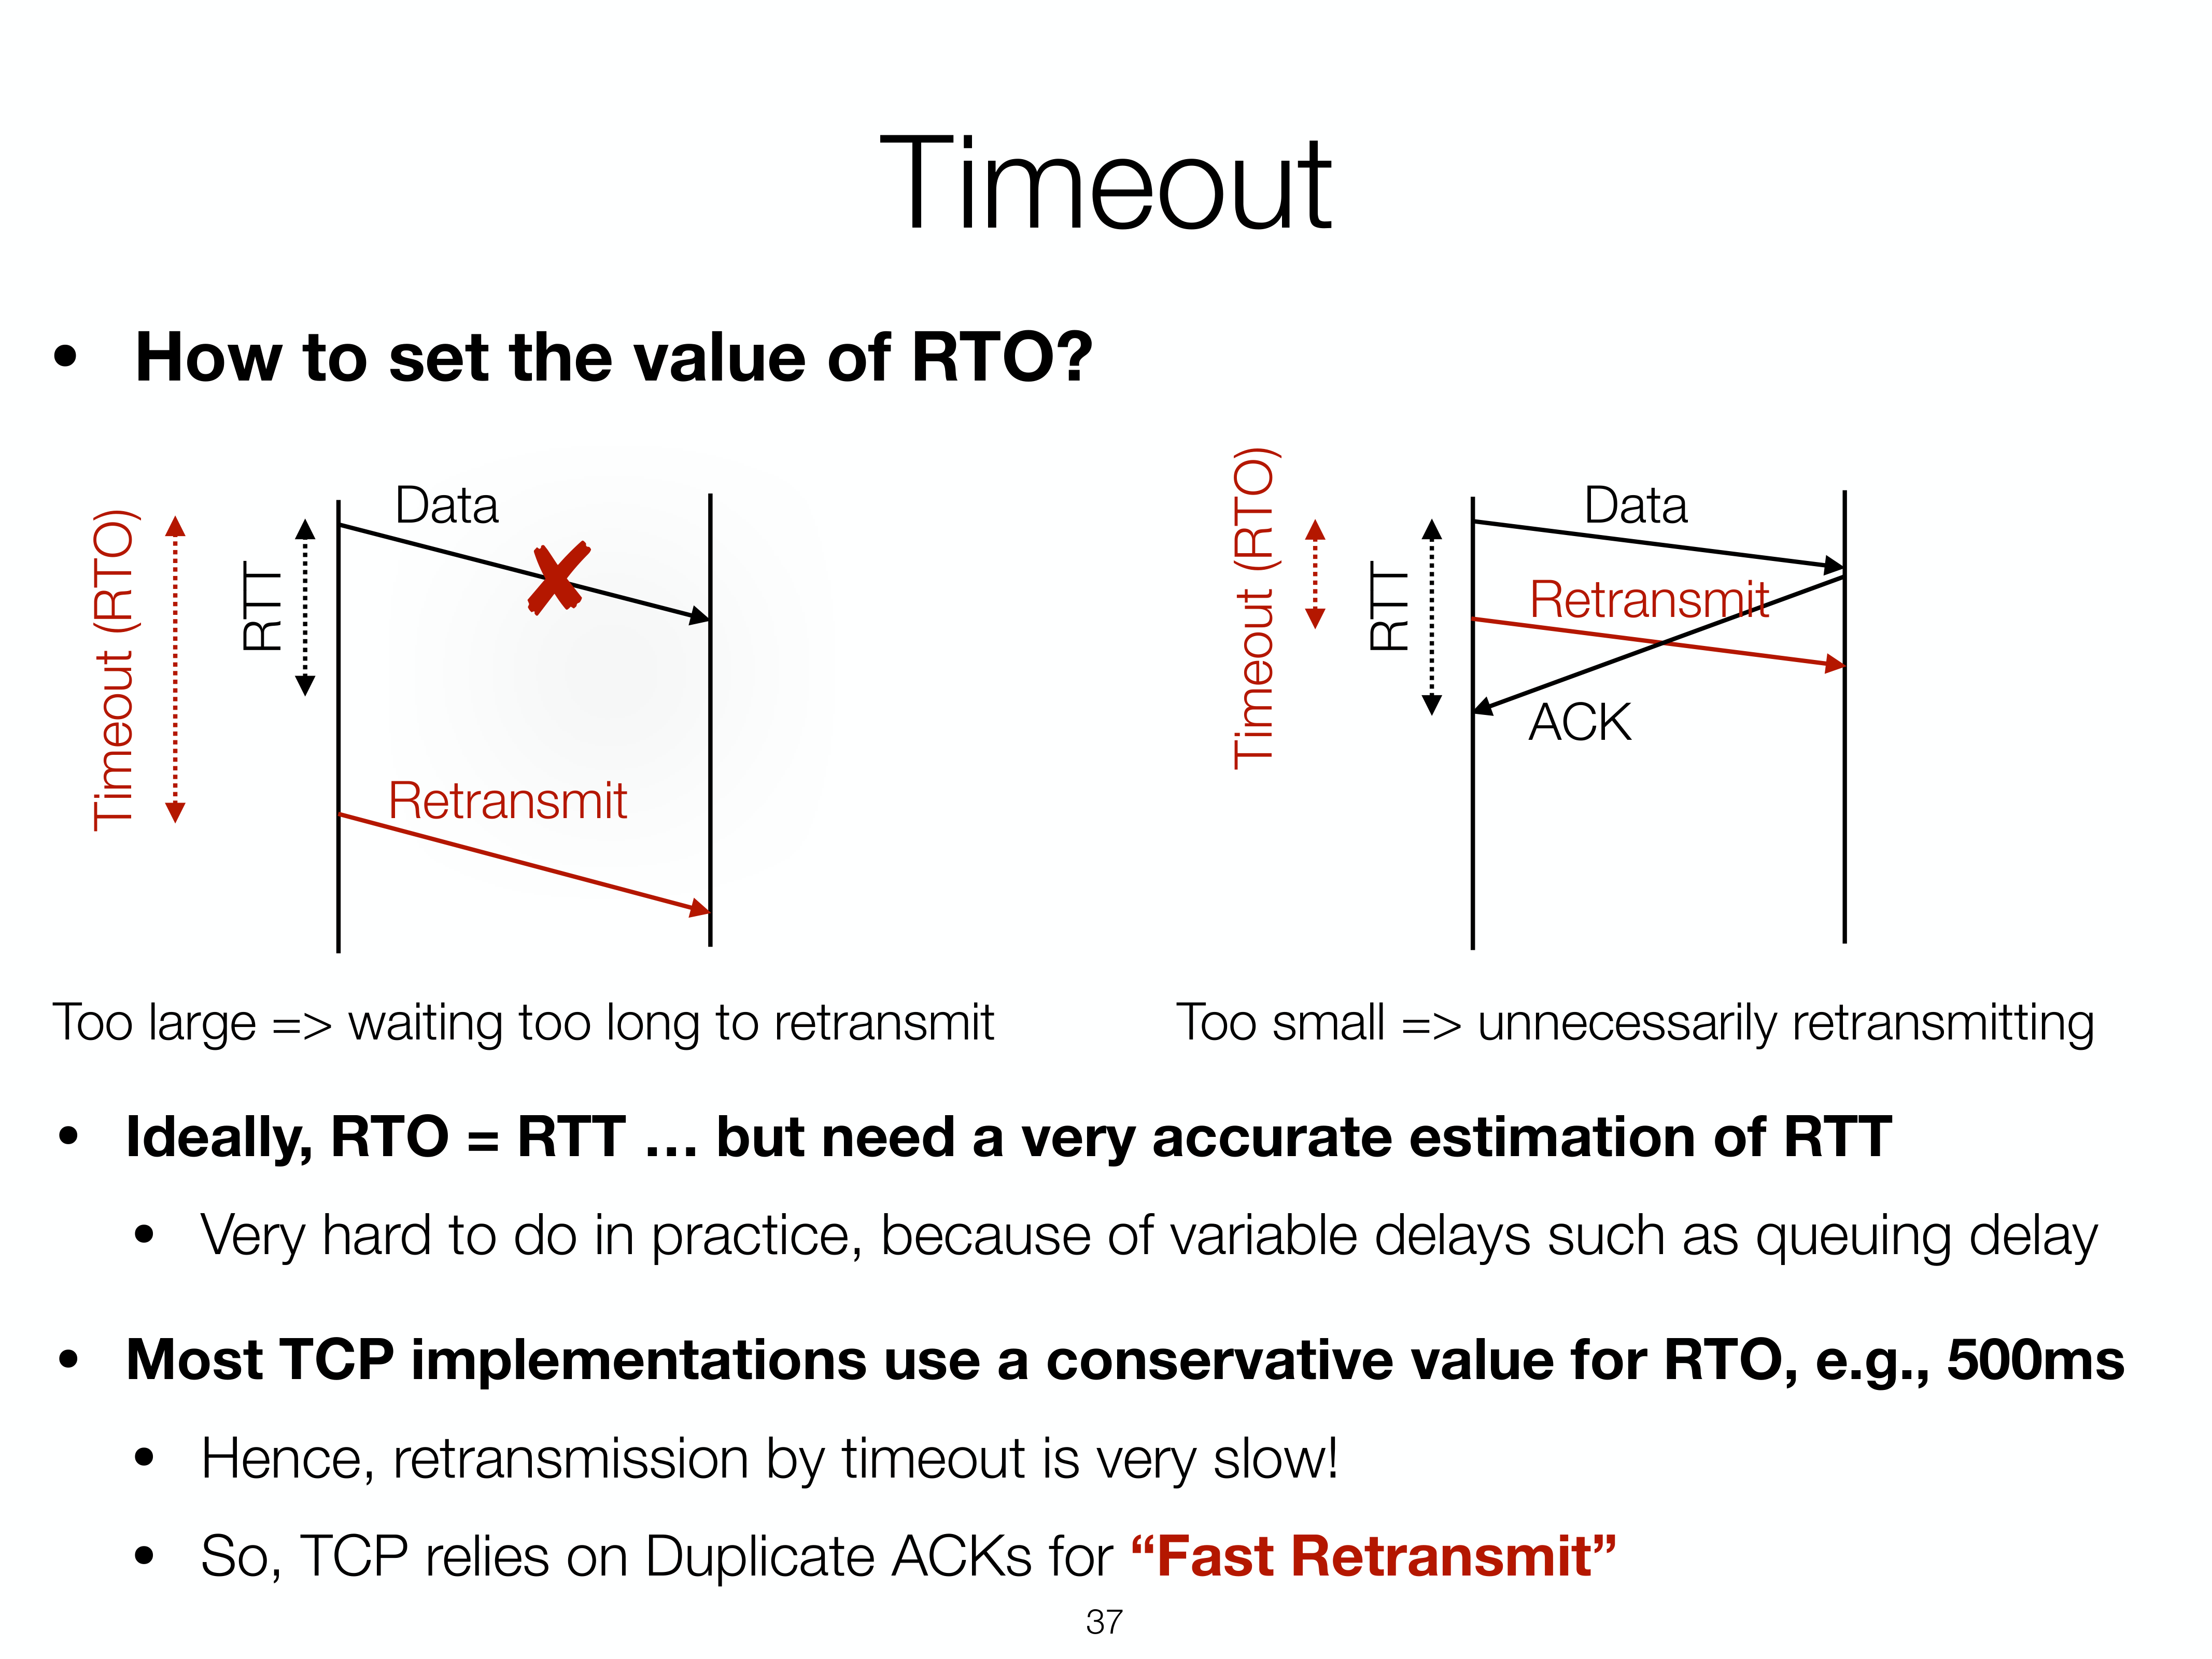 Timeout
• How to set the value of RTO?
Timeout (RTO)
RTT
Data
Retransmit
Timeout (RTO)
RTT
Data
Retransmit
ACK
Too large => waiting too long to retransmit
Too small => unnecessarily retransmitting
• Ideally, RTO = RTT … but need a very accurate estimation of RTT
• Very hard to do in practice, because of variable delays such as queuing delay
• Most TCP implementations use a conservative value for RTO, e.g., 500ms
• Hence, retransmission by timeout is very slow!
• So, TCP relies on Duplicate ACKs for “Fast Retransmit”
37